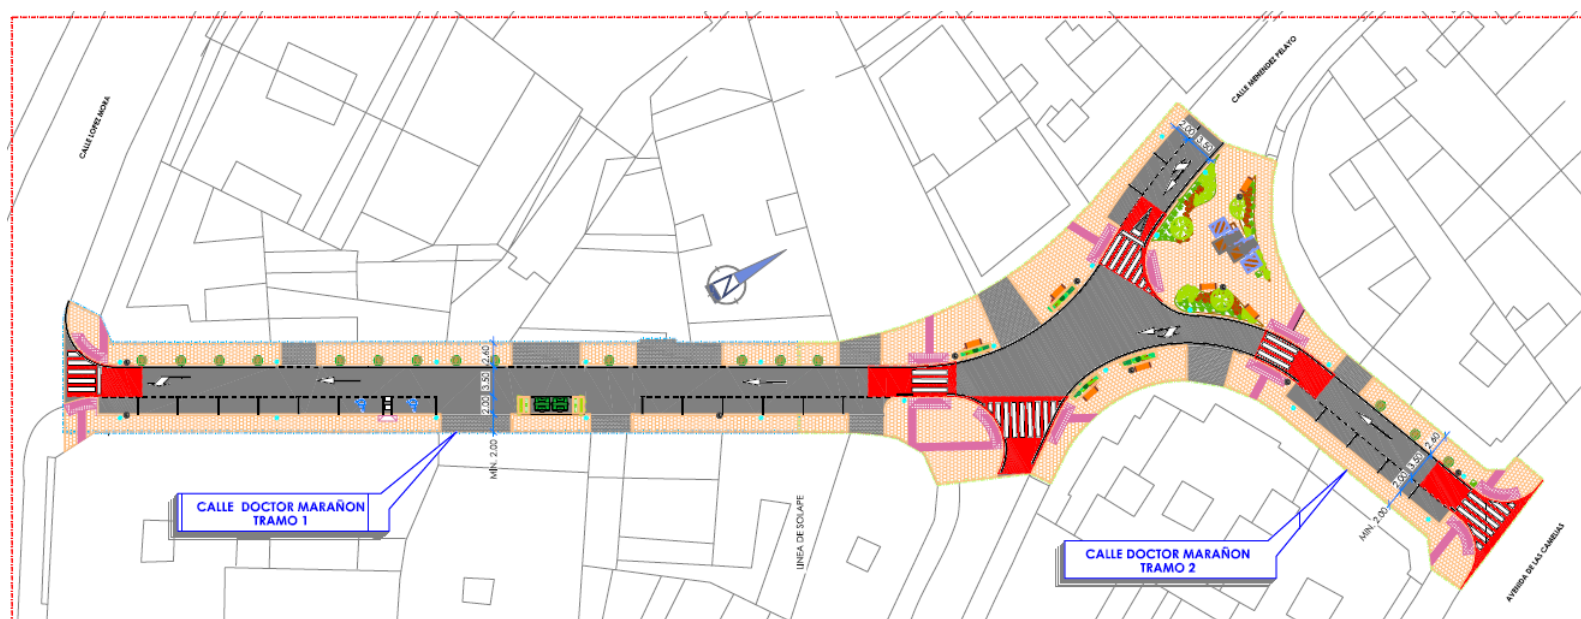 CALLE LOPEZ MORA
CALLE MENENDEZ PELAYO
2.00
3.50
N
2.60
3.50
2.00
MIN. 2.00
CALLE DOCTOR MARAÑON
TRAMO 1
LINEA DE SOLAPE
2.60
3.50
2.00
MIN. 2.00
CALLE DOCTOR MARAÑON
TRAMO 2
AVENIDA DE LAS CAMELIAS